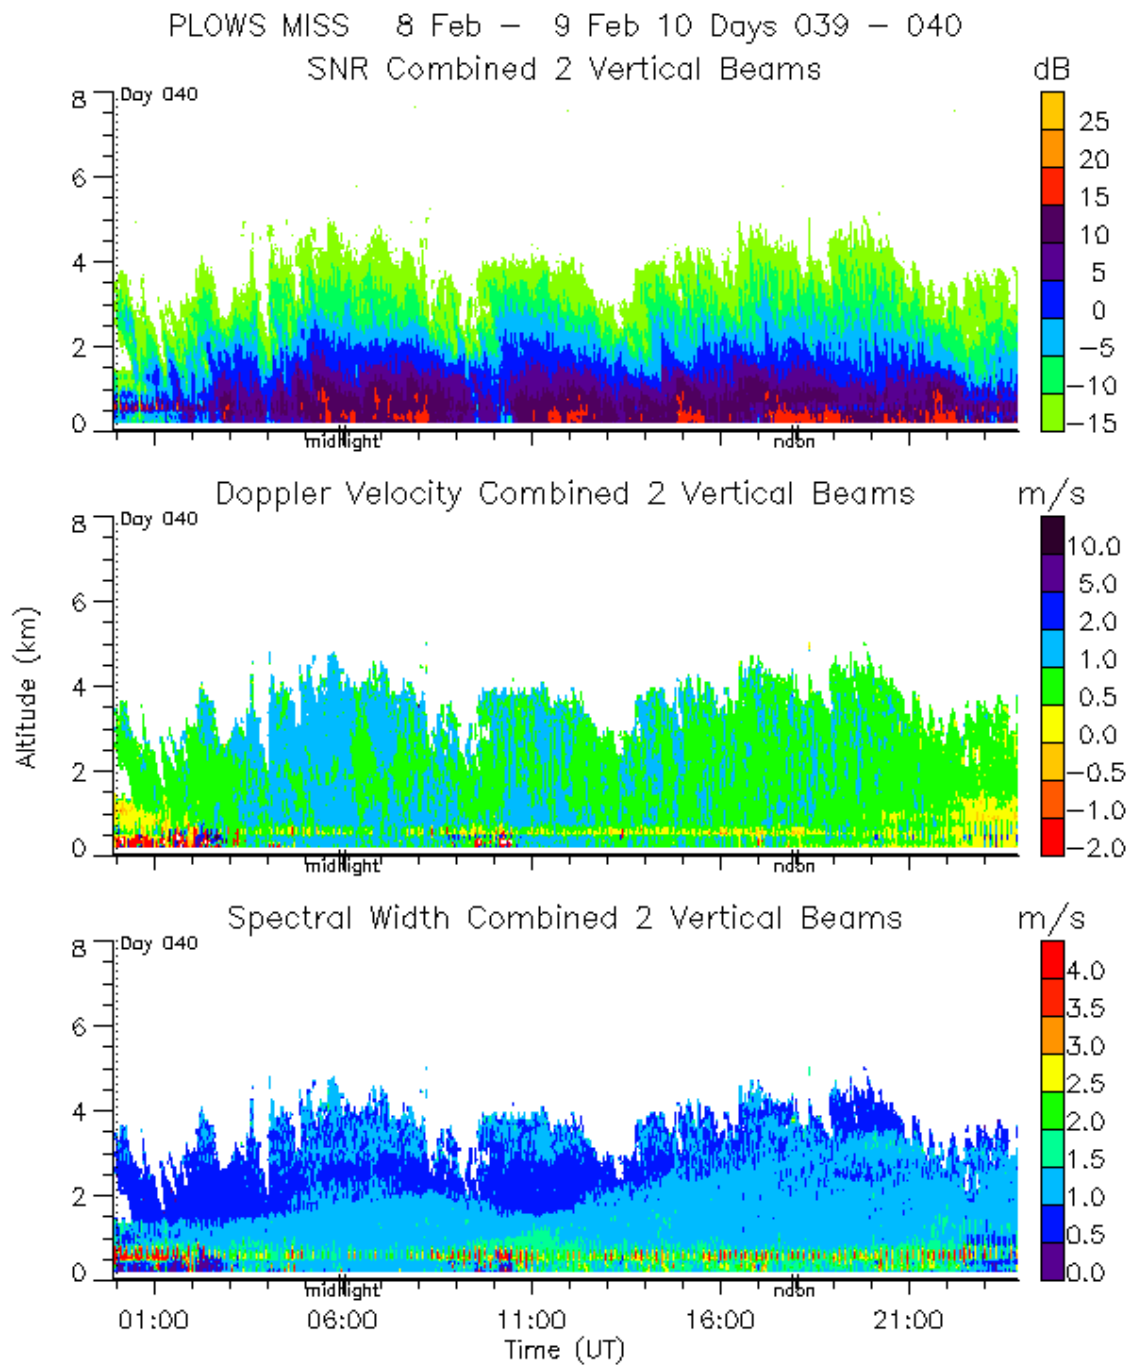 PLOWS MISS 8 Feb - 9 Feb 10 Days 039 - 040
SNR Combined 2 Vertical Beams
dB
Day 040
8
6
4
2
0
25
20
15
10
5
0
-5
-10
-15
midnight
noon
Doppler Velocity Combined 2 Vertical Beams
m/s
Day 040
8
6
4
2
0
10.0
5.0
2.0
1.0
0.5
0.0
-0.5
-1.0
-2.0
midnight
noon
Altitude (km)
Spectral Width Combined 2 Vertical Beams
m/s
Day 040
8
6
4
2
0
4.0
3.5
3.0
2.5
2.0
1.5
1.0
0.5
0.0
midnight
noon
01:00 06:00 11:00 16:00 21:00
Time (UT)